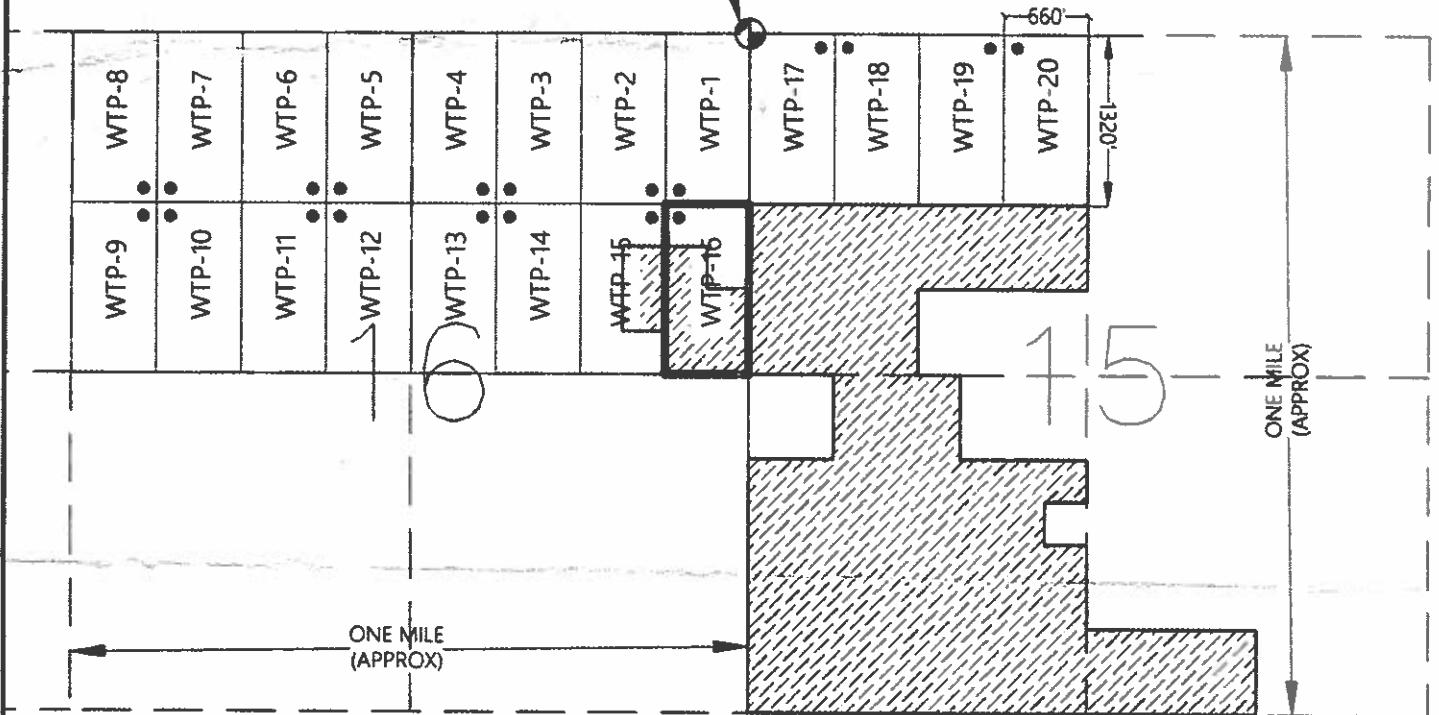 660'
WTP-8
WTP-7
WTP-6
WTP-5
WTP-4
WTP-3
WTP-2
WTP-1
WTP-17
WTP-18
WTP-19
WTP-20
1320'
WTP-9
WTP-10
WTP-11
WTP-12
WTP-13
WTP-14
WTP-15
WTP-16
16
15
ONE MILE
(APPROX)
ONE MILE
(APPROX)